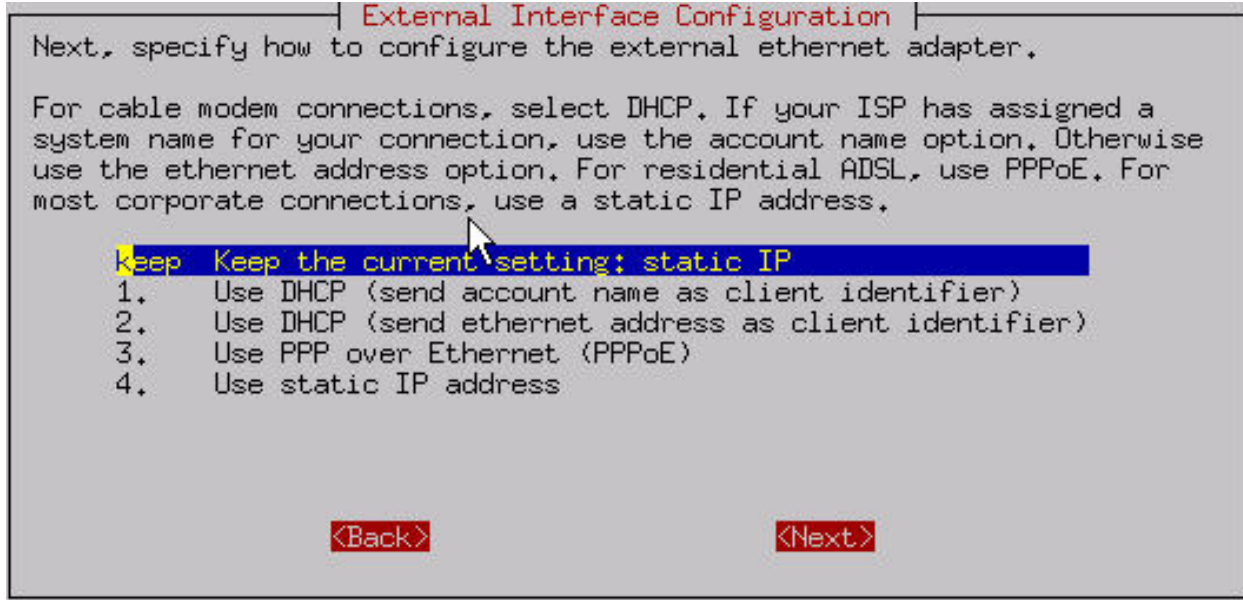 External Interface Configuration
Next, specify how to configure the external ethernet adapter.
For cable modem connections, select DHCP. If your ISP has assigned a
system name for your connection, use the account name option. Otherwise
use the ethernet address option. For residential ADSL, use PPPoE. For
most corporate connections, use a static IP address.
keep Keep the current setting: static IP
1. Use DHCP (send account name as client identifier)
2. Use DHCP (send ethernet address as client identifier)
3. Use PPP over Ethernet (PPPoE)
4. Use static IP address
<Back> <Next>